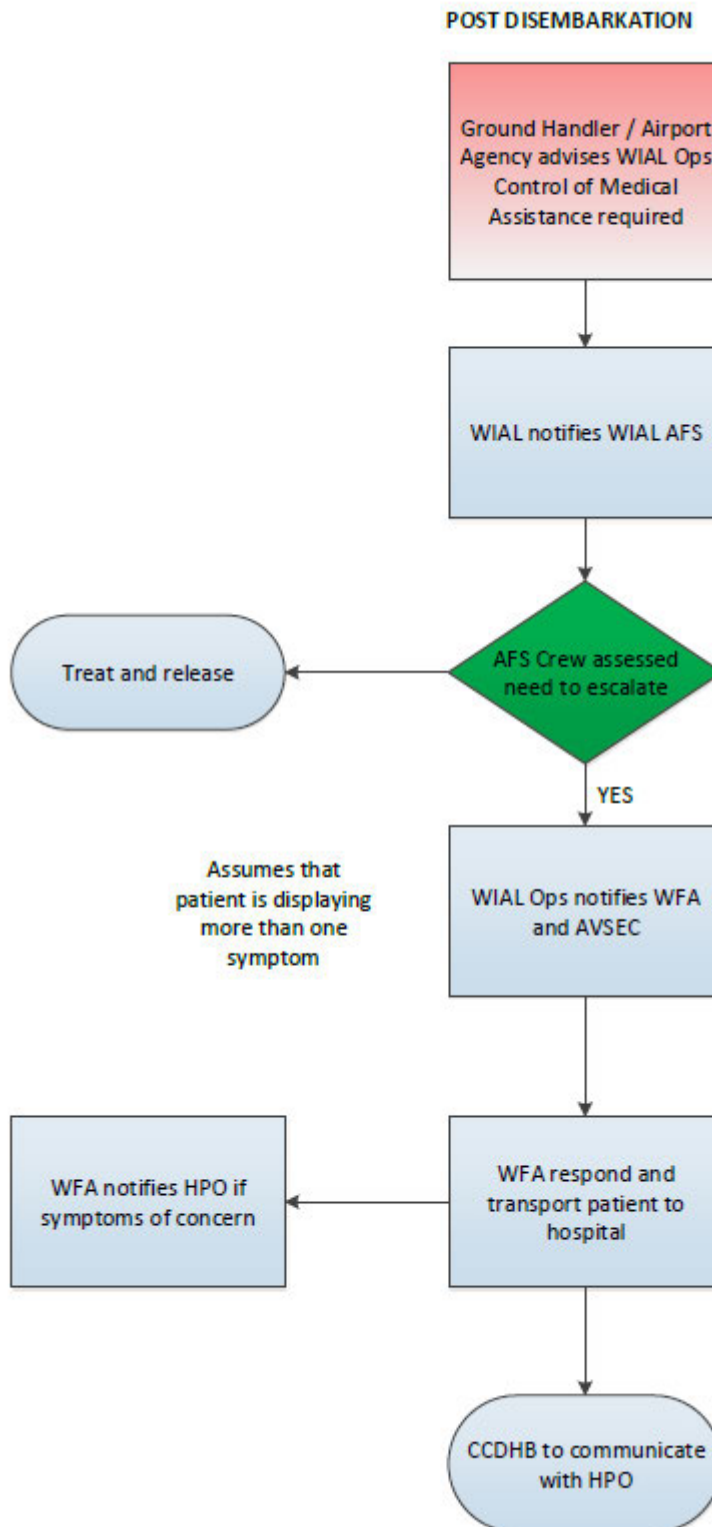 POST DISEMBARKATION
Ground Handler / Airport
Agency advises WIAL Ops
Control of Medical
Assistance required
WIAL notifies WIAL AFS
AFS Crew assessed
need to escalate
Treat and release
YES
WIAL Ops notifies WFA
and AVSEC
Assumes that
patient is displaying
more than one
symptom
WFA respond and
transport patient to
hospital
WFA notifies HPO if
symptoms of concern
CCDHB to communicate
with HPO